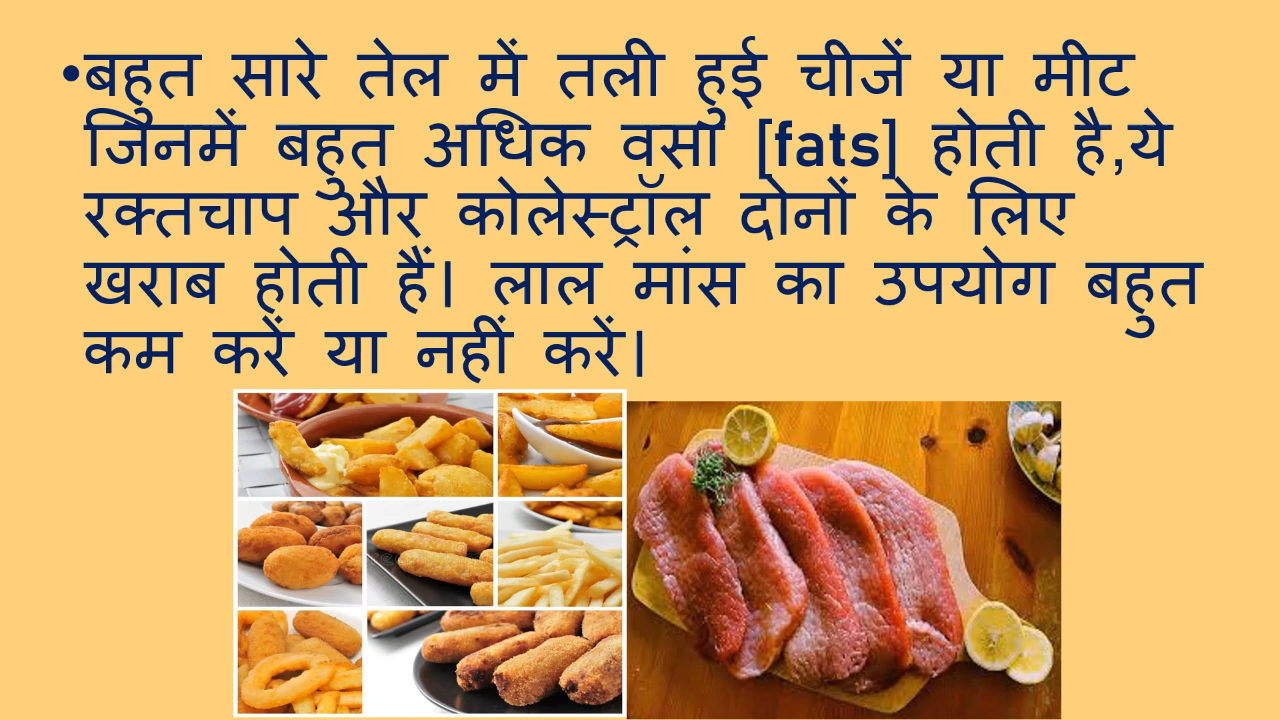 •बहुत सारे तेल में तली हुई चीजें या मीट
जिनमें बहुत अधिक वसा [fats] होती है,ये
रक्तचाप और कोलेस्ट्रॉल दोनों के लिए
खराब होती हैं। लाल मांस का उपयोग बहुत
कम करें या नहीं करें।